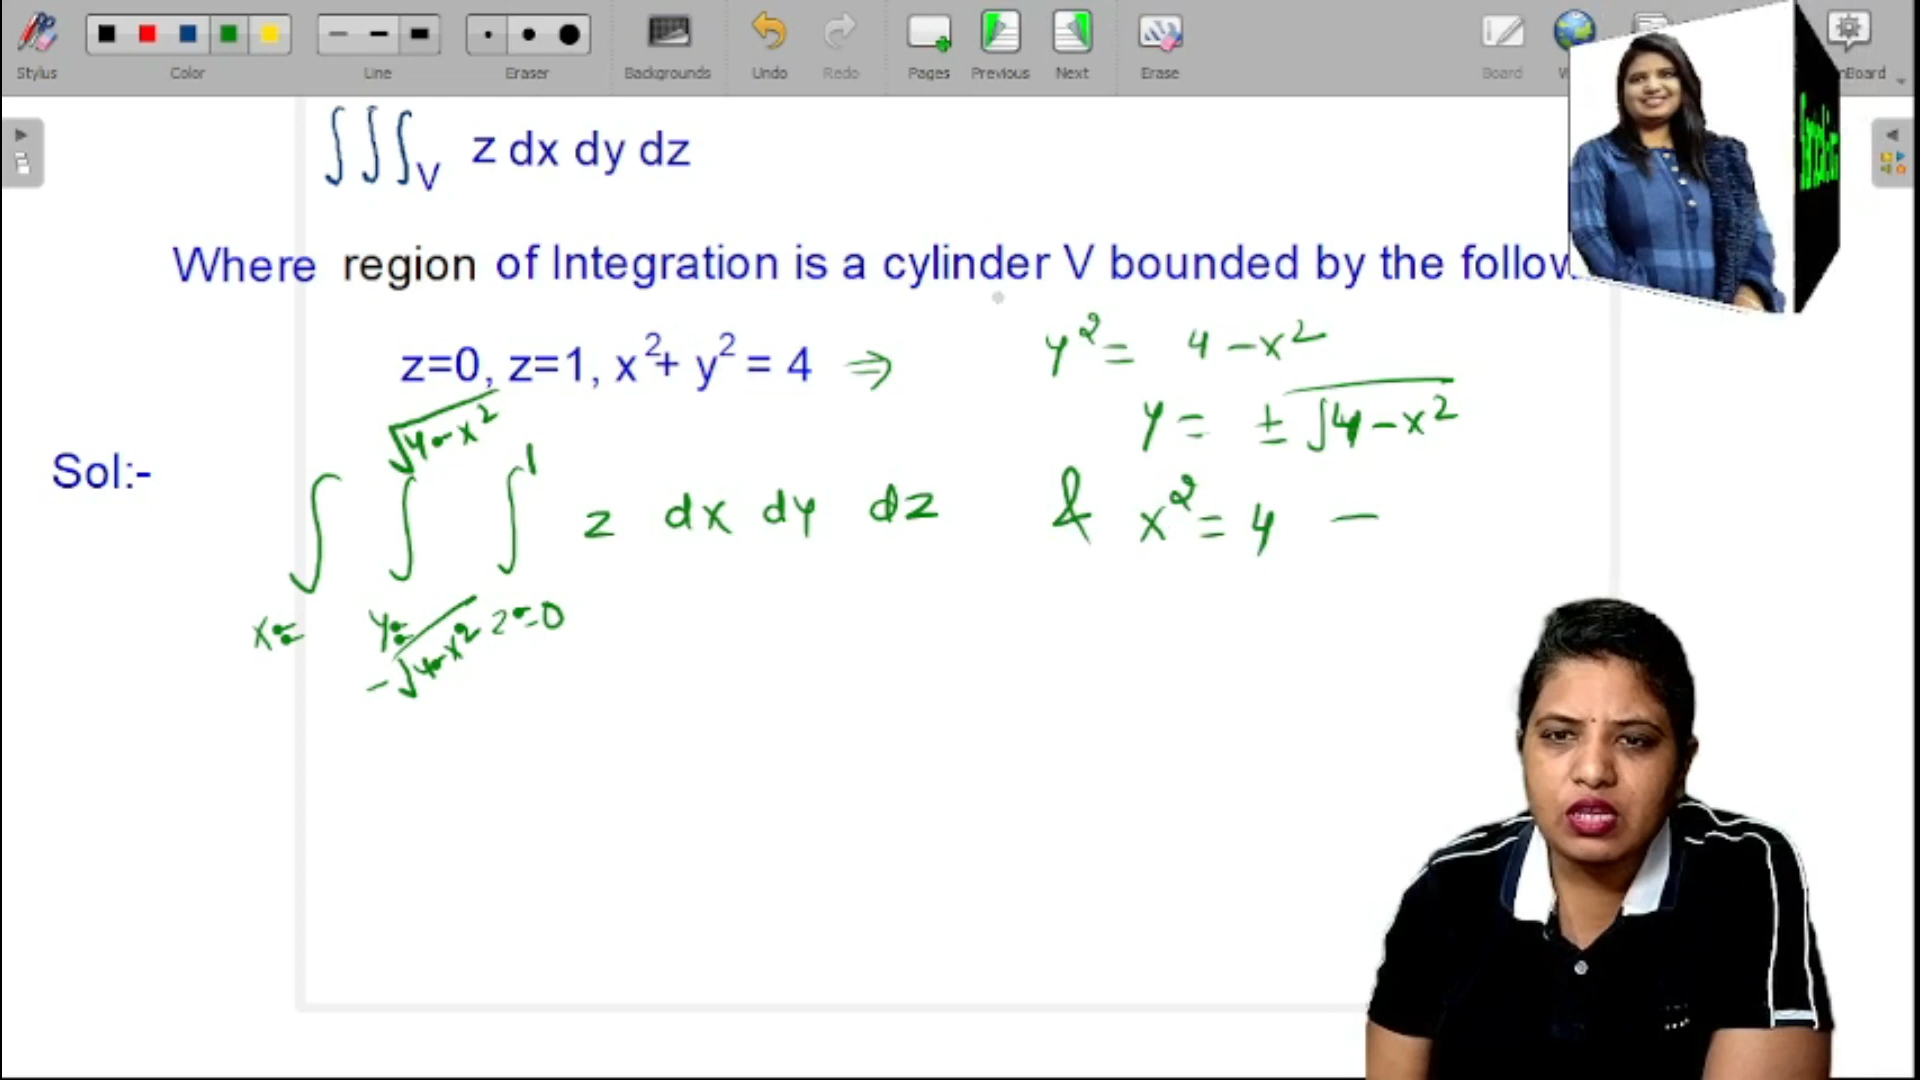 Stylus Color Line Eraser Backgrounds Undo Redo Pages Previous Next Erase Board
∫∫∫V z dx dy dz
Where region of Integration is a cylinder V bounded by the
z=0, z=1, x²+ y² = 4 ⇒ y² = 4 - x²
y = ± √4-x²
Sol:-
∫ ∫ ∫ z dx dy dz & x² = 4 -
√4-x² 1
x= y= -√4-x² z=0